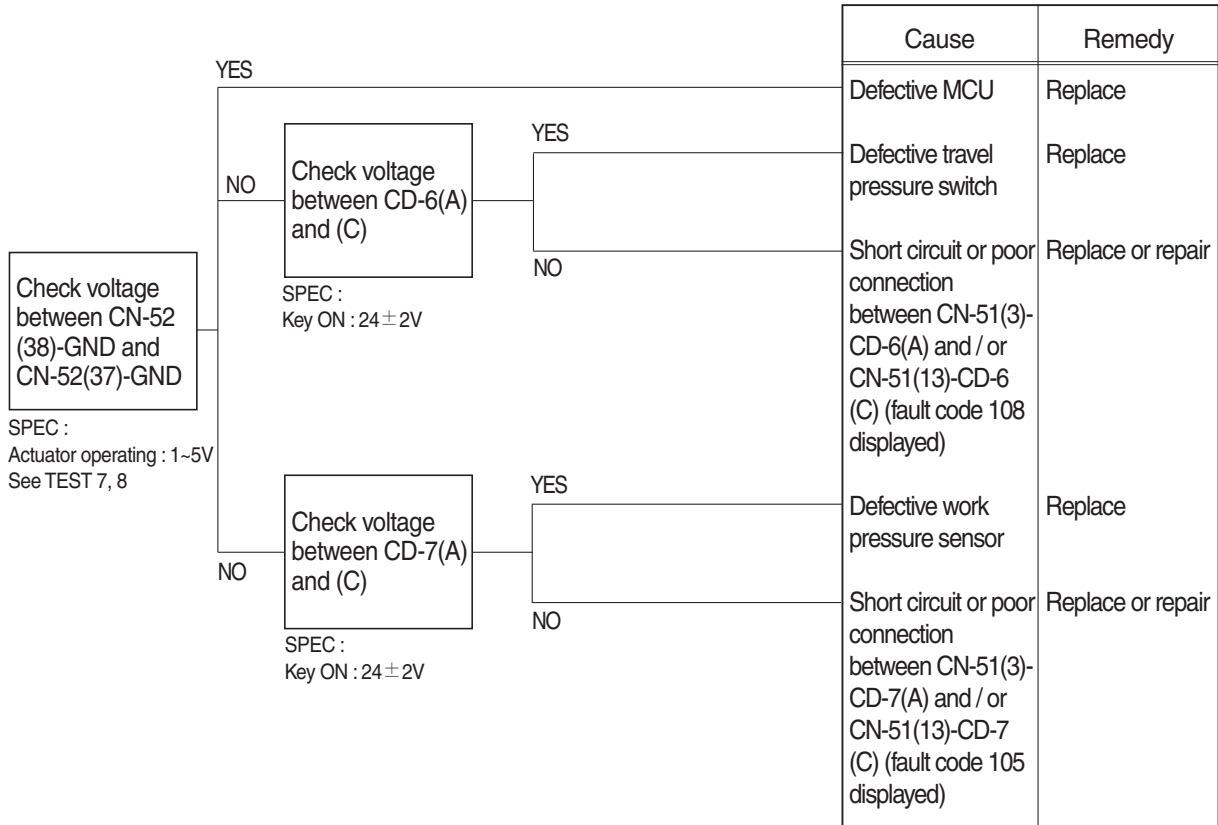 Check voltage
between CN-52
(38)-GND and
CN-52(37)-GND
SPEC :
Actuator operating : 1~5V
See TEST 7, 8
YES
NO
Check voltage
between CD-6(A)
and (C)
SPEC :
Key ON : 24±2V
YES
NO
NO
Check voltage
between CD-7(A)
and (C)
SPEC :
Key ON : 24±2V
YES
NO
Cause
Remedy
Defective MCU
Replace
Defective travel
pressure switch
Replace
Short circuit or poor
connection
between CN-51(3)-
CD-6(A) and / or
CN-51(13)-CD-6
(C) (fault code 108
displayed)
Replace or repair
Defective work
pressure sensor
Replace
Short circuit or poor
connection
between CN-51(3)-
CD-7(A) and / or
CN-51(13)-CD-7
(C) (fault code 105
displayed)
Replace or repair